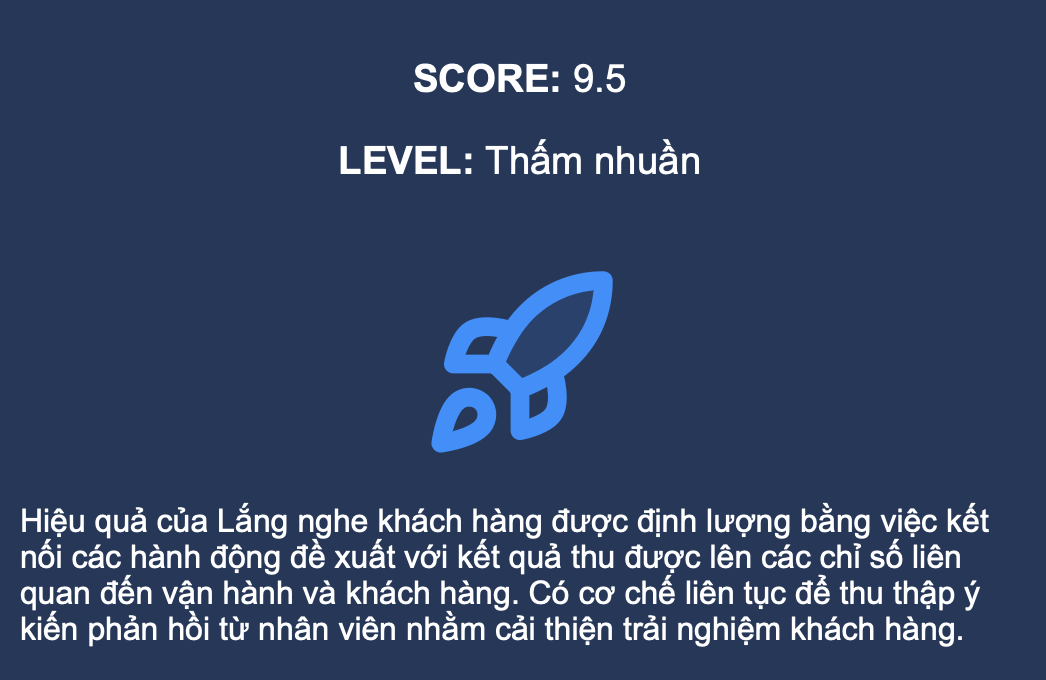 SCORE: 9.5
LEVEL: Thấm nhuần
Hiệu quả của Lắng nghe khách hàng được định lượng bằng việc kết
nối các hành động đề xuất với kết quả thu được lên các chỉ số liên
quan đến vận hành và khách hàng. Có cơ chế liên tục để thu thập ý
kiến phản hồi từ nhân viên nhằm cải thiện trải nghiệm khách hàng.